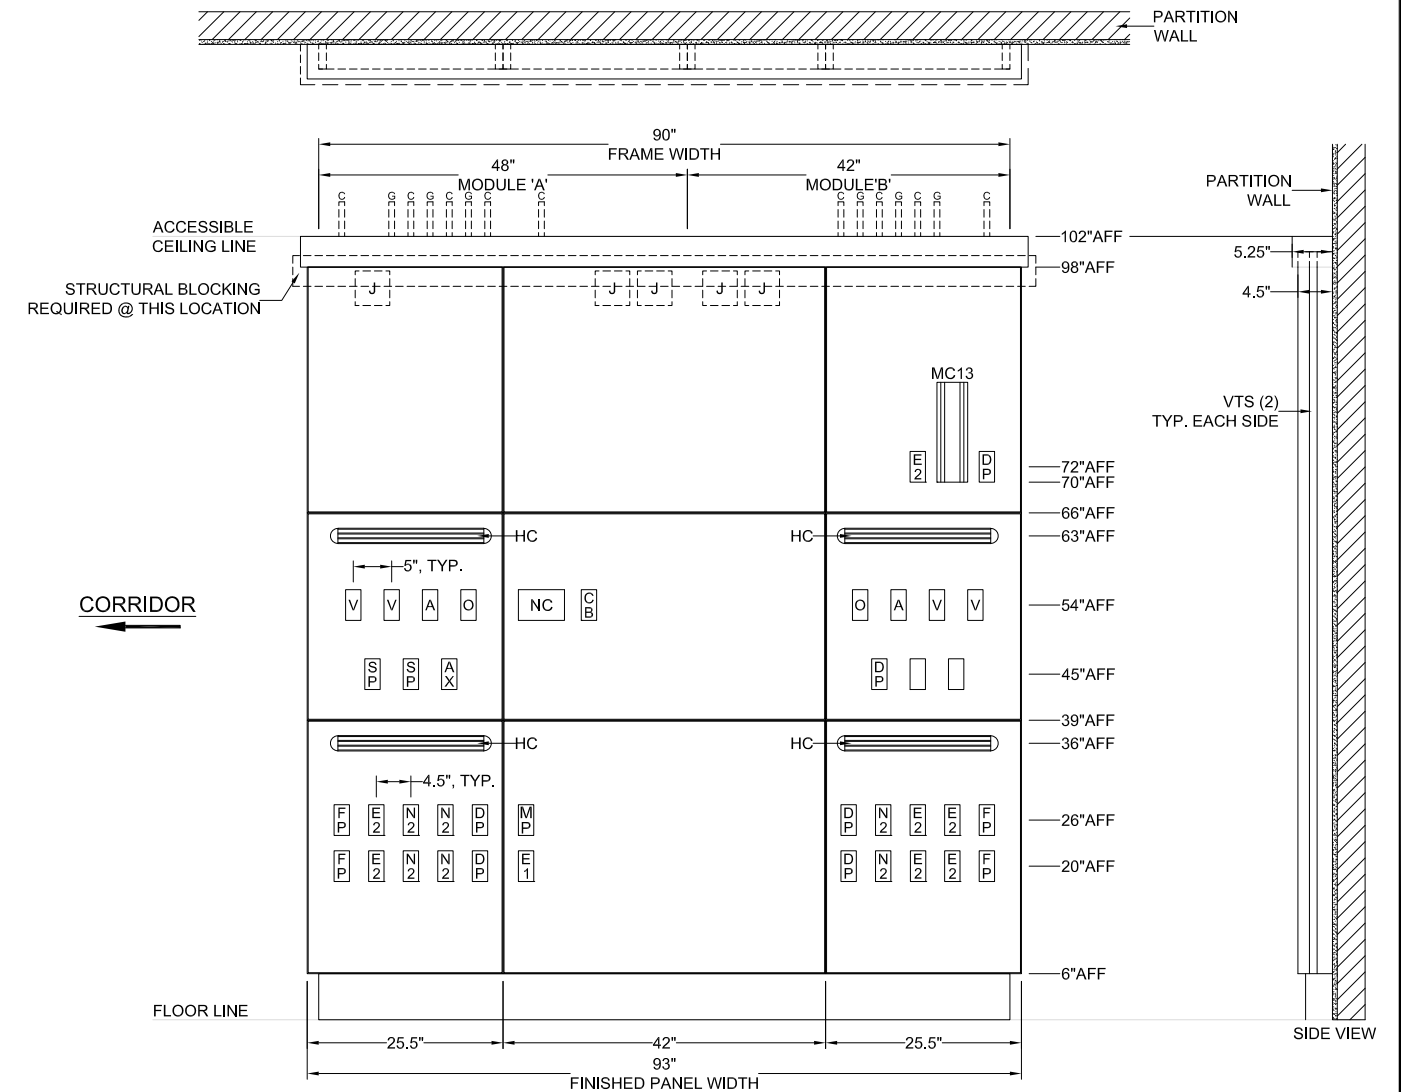 PARTITION
WALL
90"
FRAME WIDTH
48"
MODULE 'A'
42"
MODULE'B'
C G C G C G C C C G C G C G C
ACCESSIBLE
CEILING LINE
102"AFF
98"AFF
STRUCTURAL BLOCKING
REQUIRED @ THIS LOCATION
J J J J J
PARTITION
WALL
5.25"
4.5"
VTS (2)
TYP. EACH SIDE
MC13
E2 DP
72"AFF
70"AFF
66"AFF
HC HC 63"AFF
5", TYP.
CORRIDOR
V V A O NC CB O A V V 54"AFF
SP SP AX DP 45"AFF
39"AFF
HC HC 36"AFF
4.5", TYP.
FP E2 N2 N2 DP MP DP N2 E2 E2 FP 26"AFF
FP E2 N2 N2 DP E1 DP N2 E2 E2 FP 20"AFF
6"AFF
FLOOR LINE
SIDE VIEW
25.5" 42" 25.5"
93"
FINISHED PANEL WIDTH